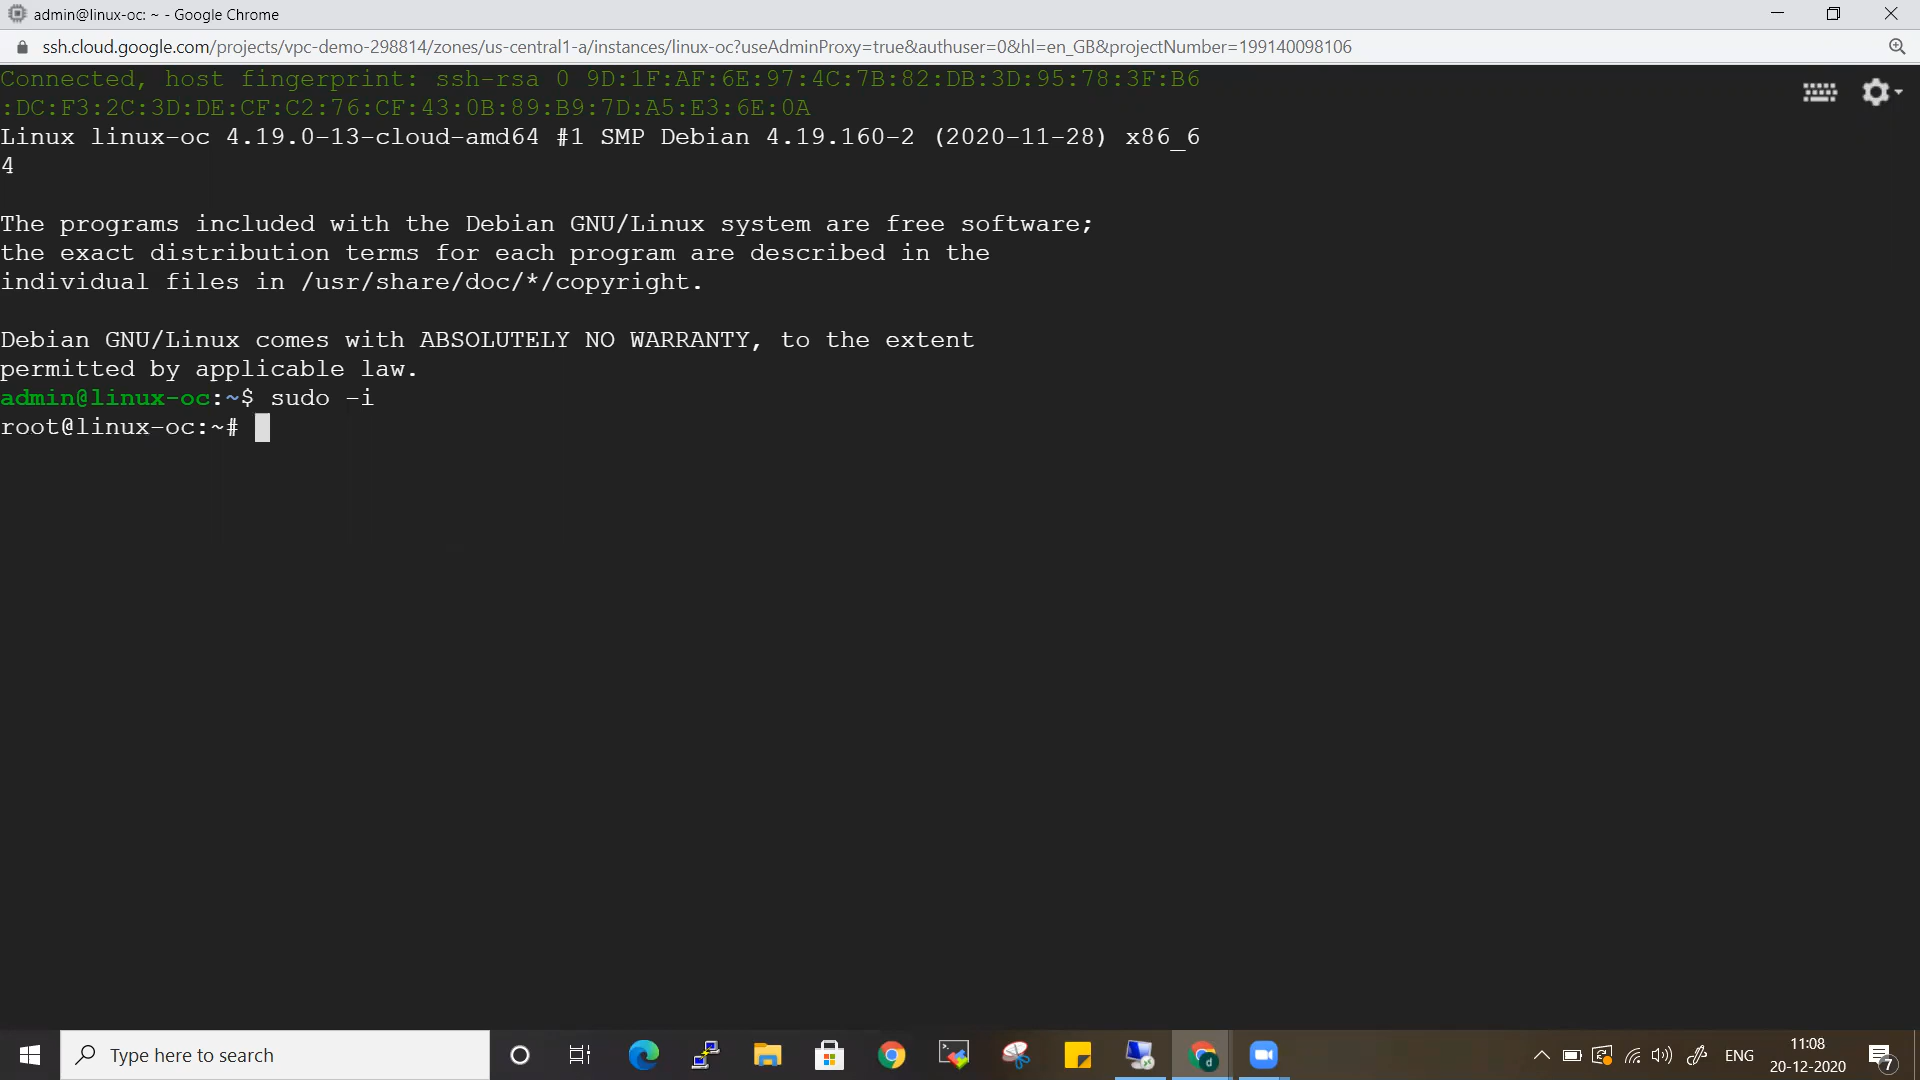 admin@linux-oc: ~ - Google Chrome
ssh.cloud.google.com/projects/vpc-demo-298814/zones/us-central1-a/instances/linux-oc?useAdminProxy=true&authuser=0&hl=en_GB&projectNumber=199140098106
Connected, host fingerprint: ssh-rsa 0 9D:1F:AF:6E:97:4C:7B:82:DB:3D:95:78:3F:B6
:DC:F3:2C:3D:DE:CF:C2:76:CF:43:0B:89:B9:7D:A5:E3:6E:0A
Linux linux-oc 4.19.0-13-cloud-amd64 #1 SMP Debian 4.19.160-2 (2020-11-28) x86_6
4
The programs included with the Debian GNU/Linux system are free software;
the exact distribution terms for each program are described in the
individual files in /usr/share/doc/*/copyright.
Debian GNU/Linux comes with ABSOLUTELY NO WARRANTY, to the extent
permitted by applicable law.
admin@linux-oc:~$ sudo -i
root@linux-oc:~#
Type here to search
d
ENG
11:08
20-12-2020
7